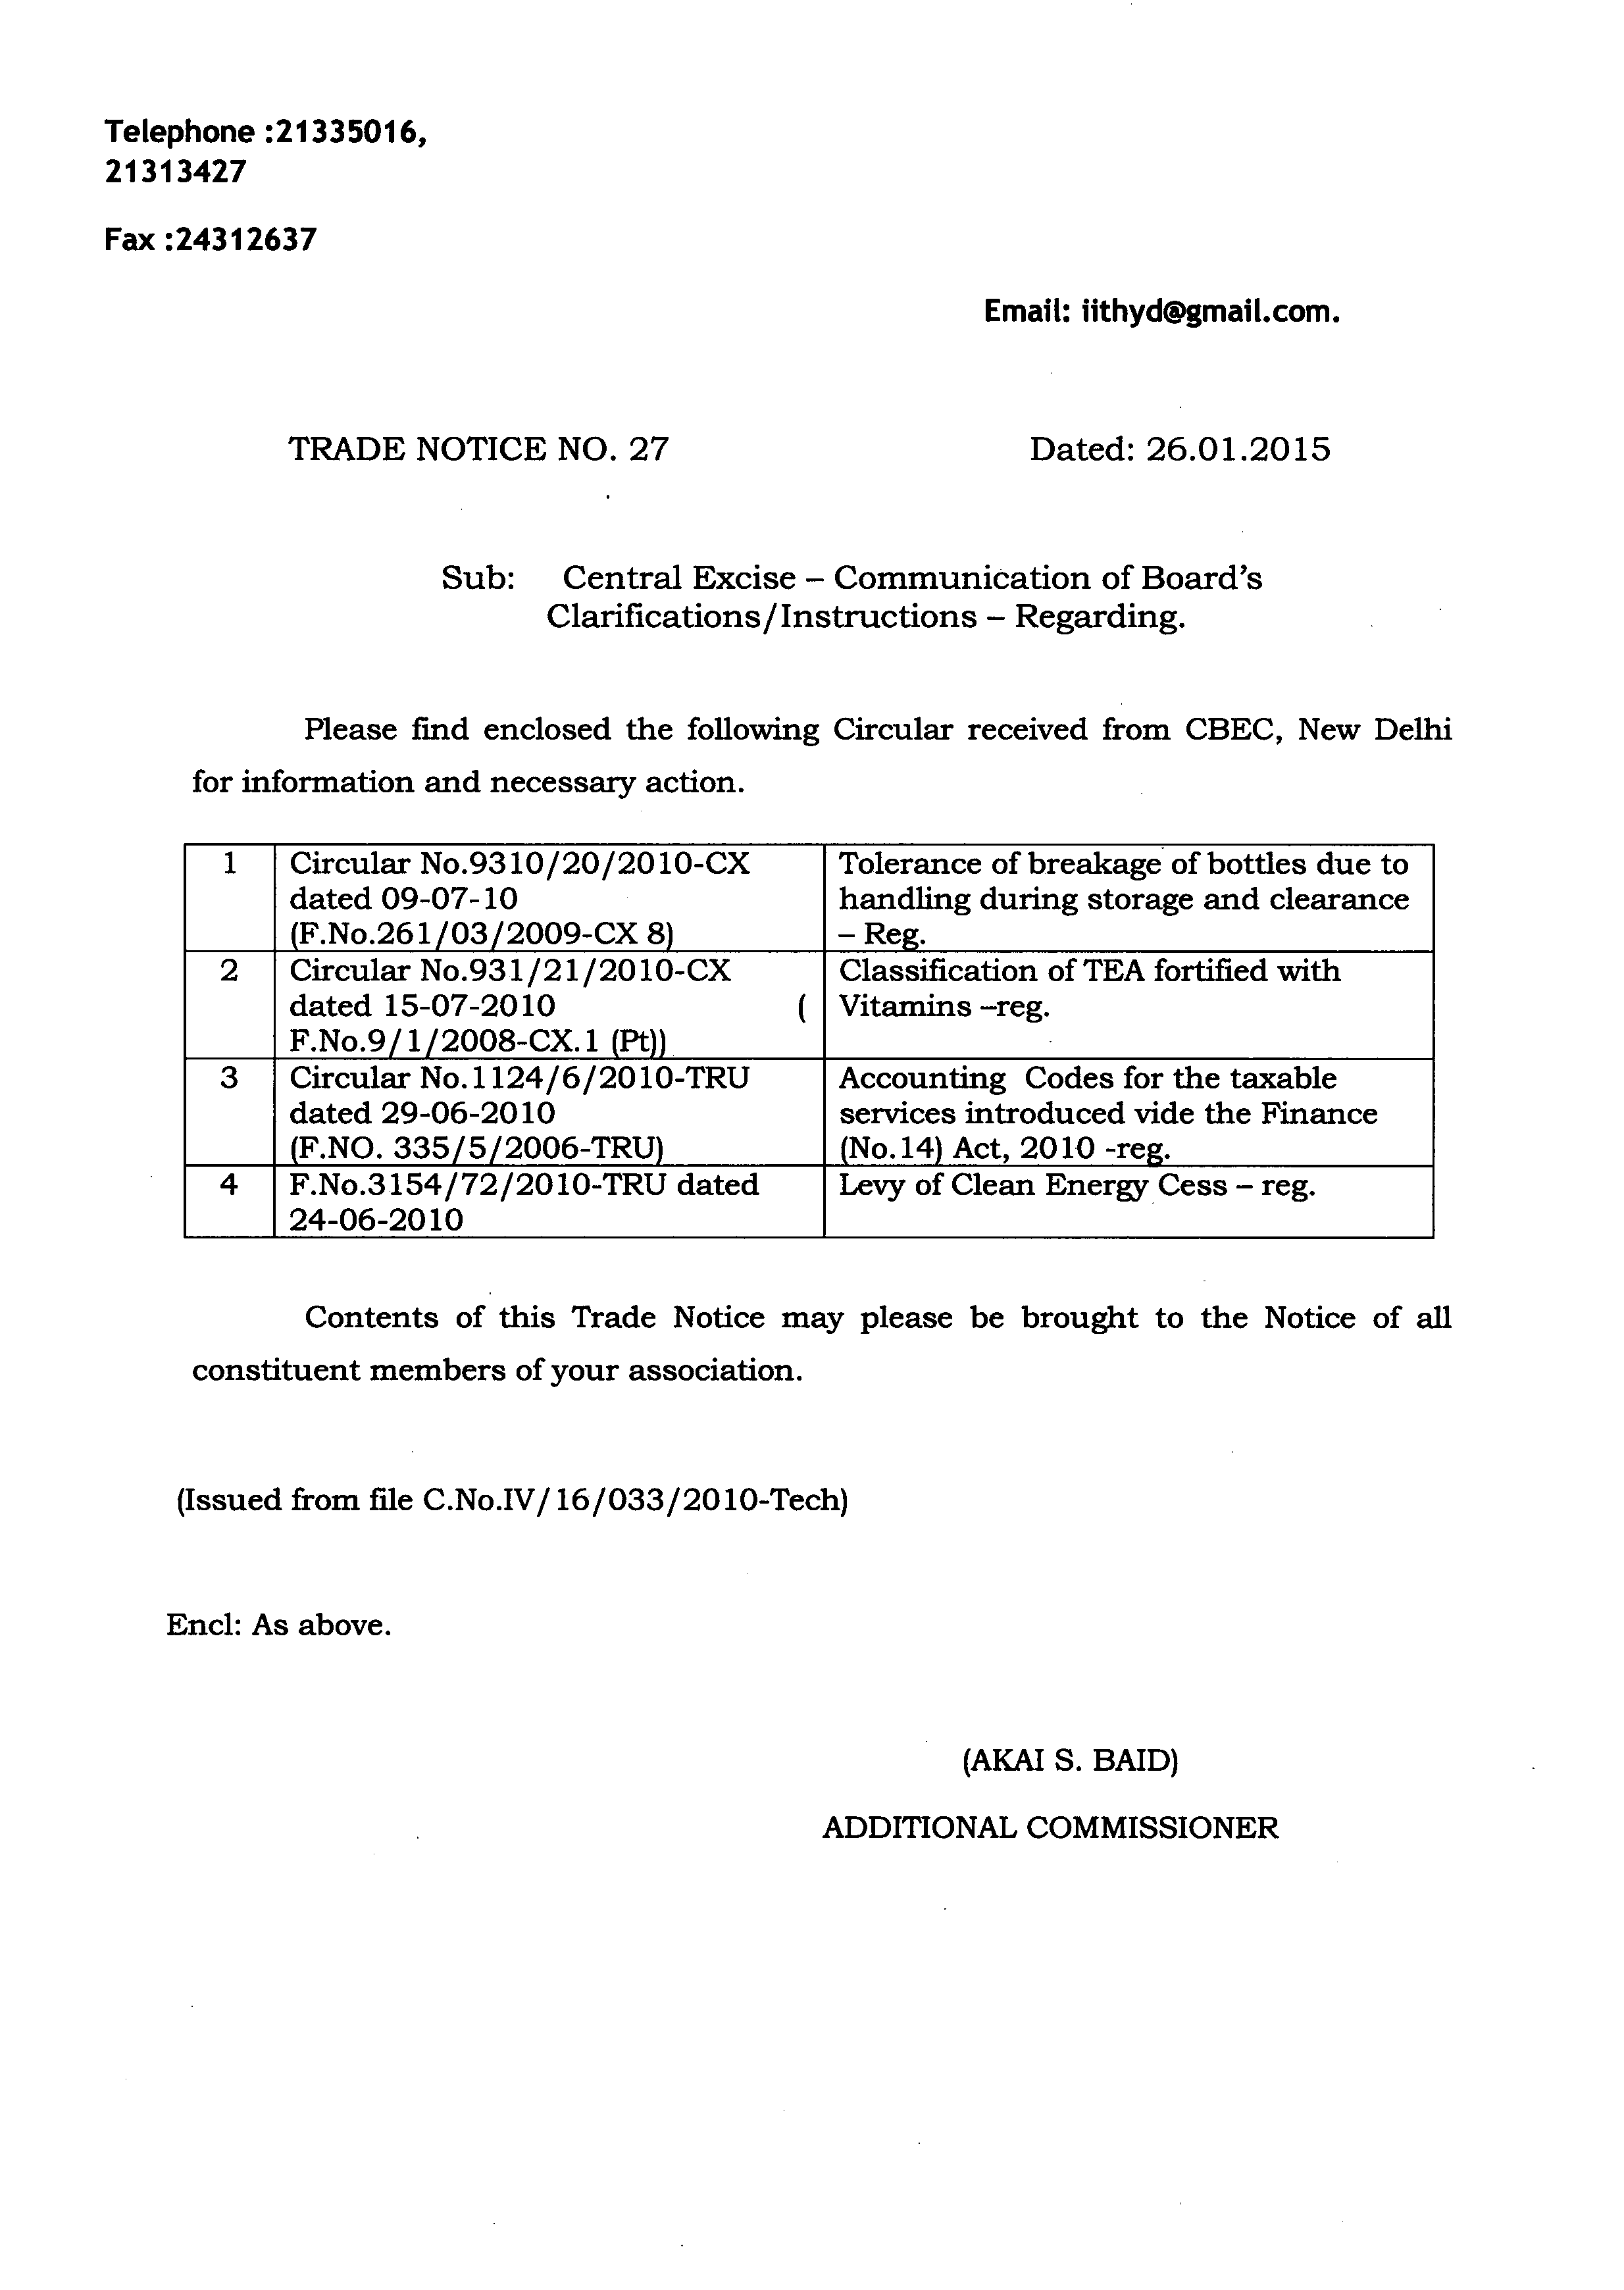 Telephone :21335016,
21313427
Fax :24312637
Email: iithyd@gmail.com.
TRADE NOTICE NO. 27 Dated: 26.01.2015
Sub: Central Excise – Communication of Board's
Clarifications/Instructions – Regarding.
Please find enclosed the following Circular received from CBEC, New Delhi
for information and necessary action.
1 Circular No.9310/20/2010-CX
dated 09-07-10
(F.No.261/03/2009-CX 8)
Tolerance of breakage of bottles due to
handling during storage and clearance
– Reg.
2 Circular No.931/21/2010-CX
dated 15-07-2010 (
F.No.9/1/2008-CX.1 (Pt))
Classification of TEA fortified with
Vitamins –reg.
3 Circular No.1124/6/2010-TRU
dated 29-06-2010
(F.NO. 335/5/2006-TRU)
Accounting Codes for the taxable
services introduced vide the Finance
(No.14) Act, 2010 -reg.
4 F.No.3154/72/2010-TRU dated
24-06-2010
Levy of Clean Energy Cess – reg.
Contents of this Trade Notice may please be brought to the Notice of all
constituent members of your association.
(Issued from file C.No.IV/16/033/2010-Tech)
Encl: As above.
(AKAI S. BAID)
ADDITIONAL COMMISSIONER